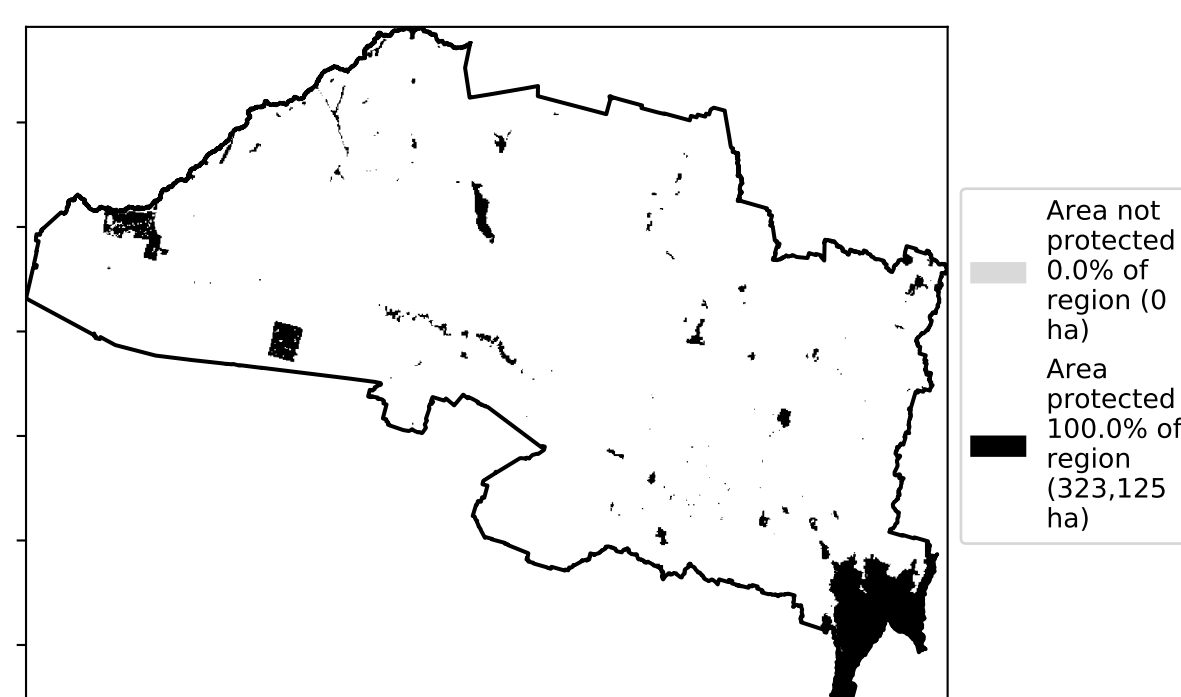 Area not
protected
0.0% of
region (0
ha)
Area
protected
100.0% of
region
(323,125
ha)